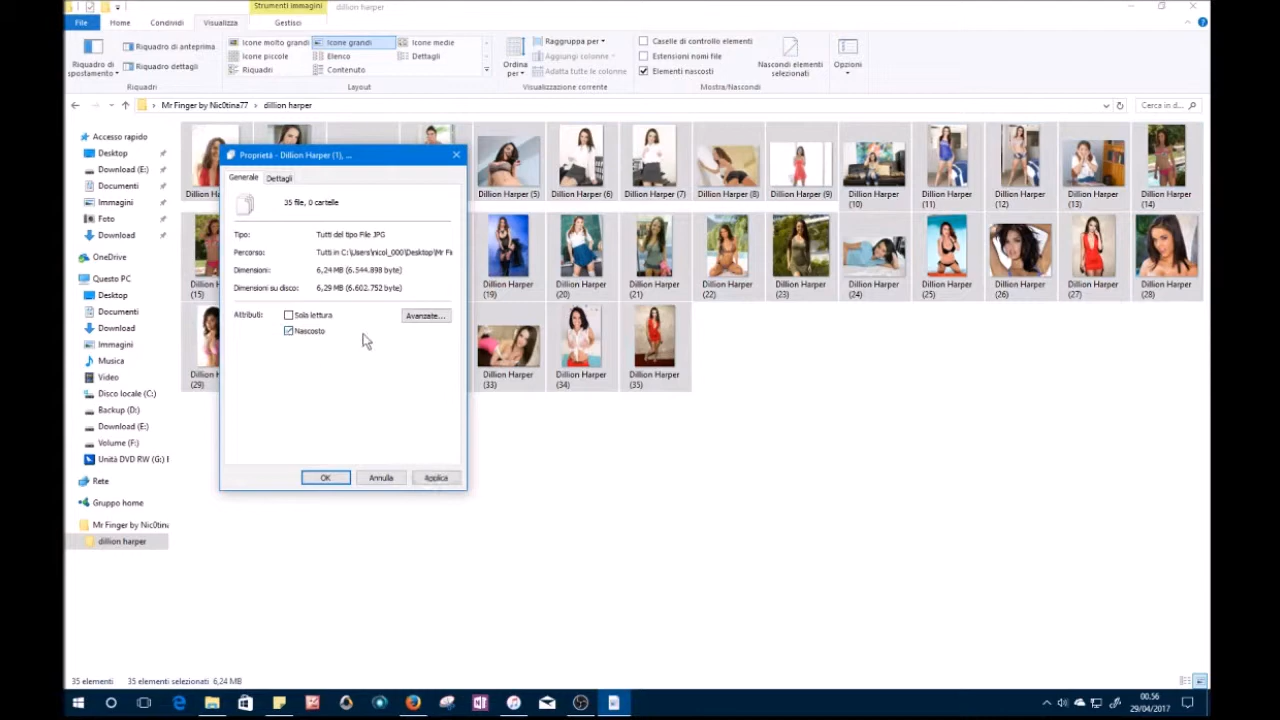 Strumenti immagini
dillion harper
File
Home
Condividi
Visualizza
Gestisci
Riquadro di spostamento
Riquadro di anteprima
Riquadro dettagli
Riquadri
Icone molto grandi
Icone grandi
Icone medie
Icone piccole
Elenco
Dettagli
Riquadri
Contenuto
Layout
Ordina per
Raggruppa per
Aggiungi colonne
Adatta tutte le colonne
Visualizzazione corrente
Caselle di controllo elementi
Estensioni nome file
Elementi nascosti
Nascondi elementi selezionati
Mostra/Nascondi
Opzioni
Mr Finger by Nic0tina77 > dillion harper
Cerca in d...
Accesso rapido
Desktop
Download (E:)
Documenti
Immagini
Foto
Download
OneDrive
Questo PC
Desktop
Documenti
Download
Immagini
Musica
Video
Disco locale (C:)
Backup (D:)
Download (E:)
Volume (F:)
Unità DVD RW (G:) I
Rete
Gruppo home
Mr Finger by Nic0tina
dillion harper
Dillion Harper (5)
Dillion Harper (6)
Dillion Harper (7)
Dillion Harper (8)
Dillion Harper (9)
Dillion Harper (10)
Dillion Harper (11)
Dillion Harper (12)
Dillion Harper (13)
Dillion Harper (14)
(15)
Dillion Harper (19)
Dillion Harper (20)
Dillion Harper (21)
Dillion Harper (22)
Dillion Harper (23)
Dillion Harper (24)
Dillion Harper (25)
Dillion Harper (26)
Dillion Harper (27)
Dillion Harper (28)
(29)
Dillion Harper (33)
Dillion Harper (34)
Dillion Harper (35)
Proprietà - Dillion Harper (1), ...
Generale
Dettagli
35 file, 0 cartelle
Tipo: Tutti del tipo File JPG
Percorso: Tutti in C:\Users\nicol_000\Desktop\Mr Fi
Dimensioni: 6,24 MB (6.544.898 byte)
Dimensioni su disco: 6,29 MB (6.602.752 byte)
Attributi:
Sola lettura
Avanzate...
Nascosto
OK
Annulla
Applica
35 elementi
35 elementi selezionati 6,24 MB
00.56
29/04/2017